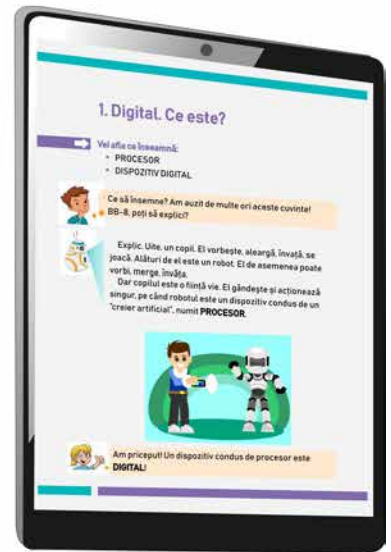 1. Digital. Ce este?
Vei afla ce înseamnă:
• PROCESOR
• DISPOZITIV DIGITAL
Ce să însemne? Am auzit de multe ori aceste cuvinte!
BB-8, poți să explici?
Explic. Uite, un copil. El vorbește, aleargă, învață, se
joacă. Alături de el este un robot. El de asemenea poate
vorbi, merge, învăța.
Dar copilul este o ființă vie. El gândește și acționează
singur, pe când robotul este un dispozitiv condus de un
"creier artificial", numit PROCESOR.
Am priceput! Un dispozitiv condus de procesor este
DIGITAL!